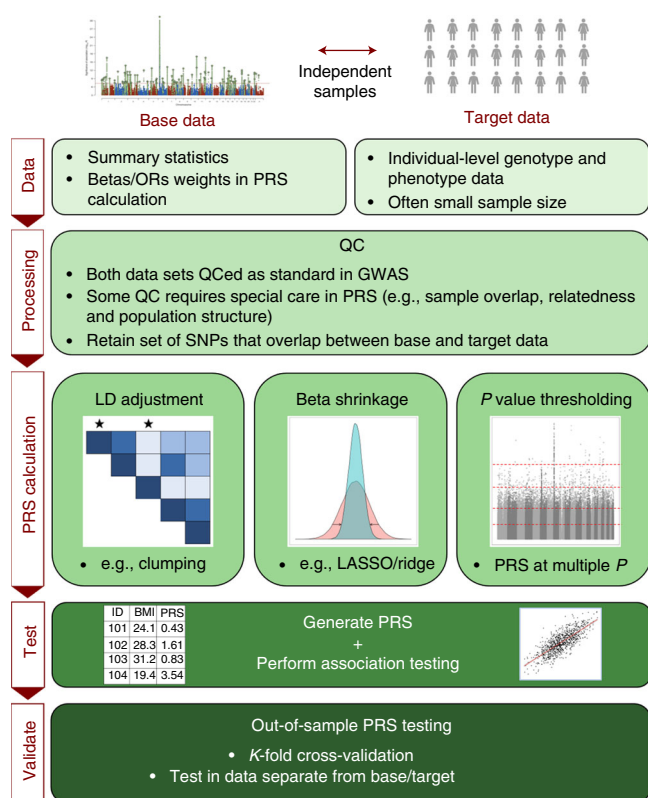 Independent
samples
Base data
Target data
Data
• Summary statistics
• Betas/ORs weights in PRS
calculation
• Individual-level genotype and
phenotype data
• Often small sample size
Processing
QC
• Both data sets QCed as standard in GWAS
• Some QC requires special care in PRS (e.g., sample overlap, relatedness
and population structure)
• Retain set of SNPs that overlap between base and target data
PRS calculation
LD adjustment
• e.g., clumping
Beta shrinkage
• e.g., LASSO/ridge
P value thresholding
• PRS at multiple P
Test
ID BMI PRS
101 24.1 0.43
102 28.3 1.61
103 31.2 0.83
104 19.4 3.54
Generate PRS
+
Perform association testing
Validate
Out-of-sample PRS testing
• K-fold cross-validation
• Test in data separate from base/target